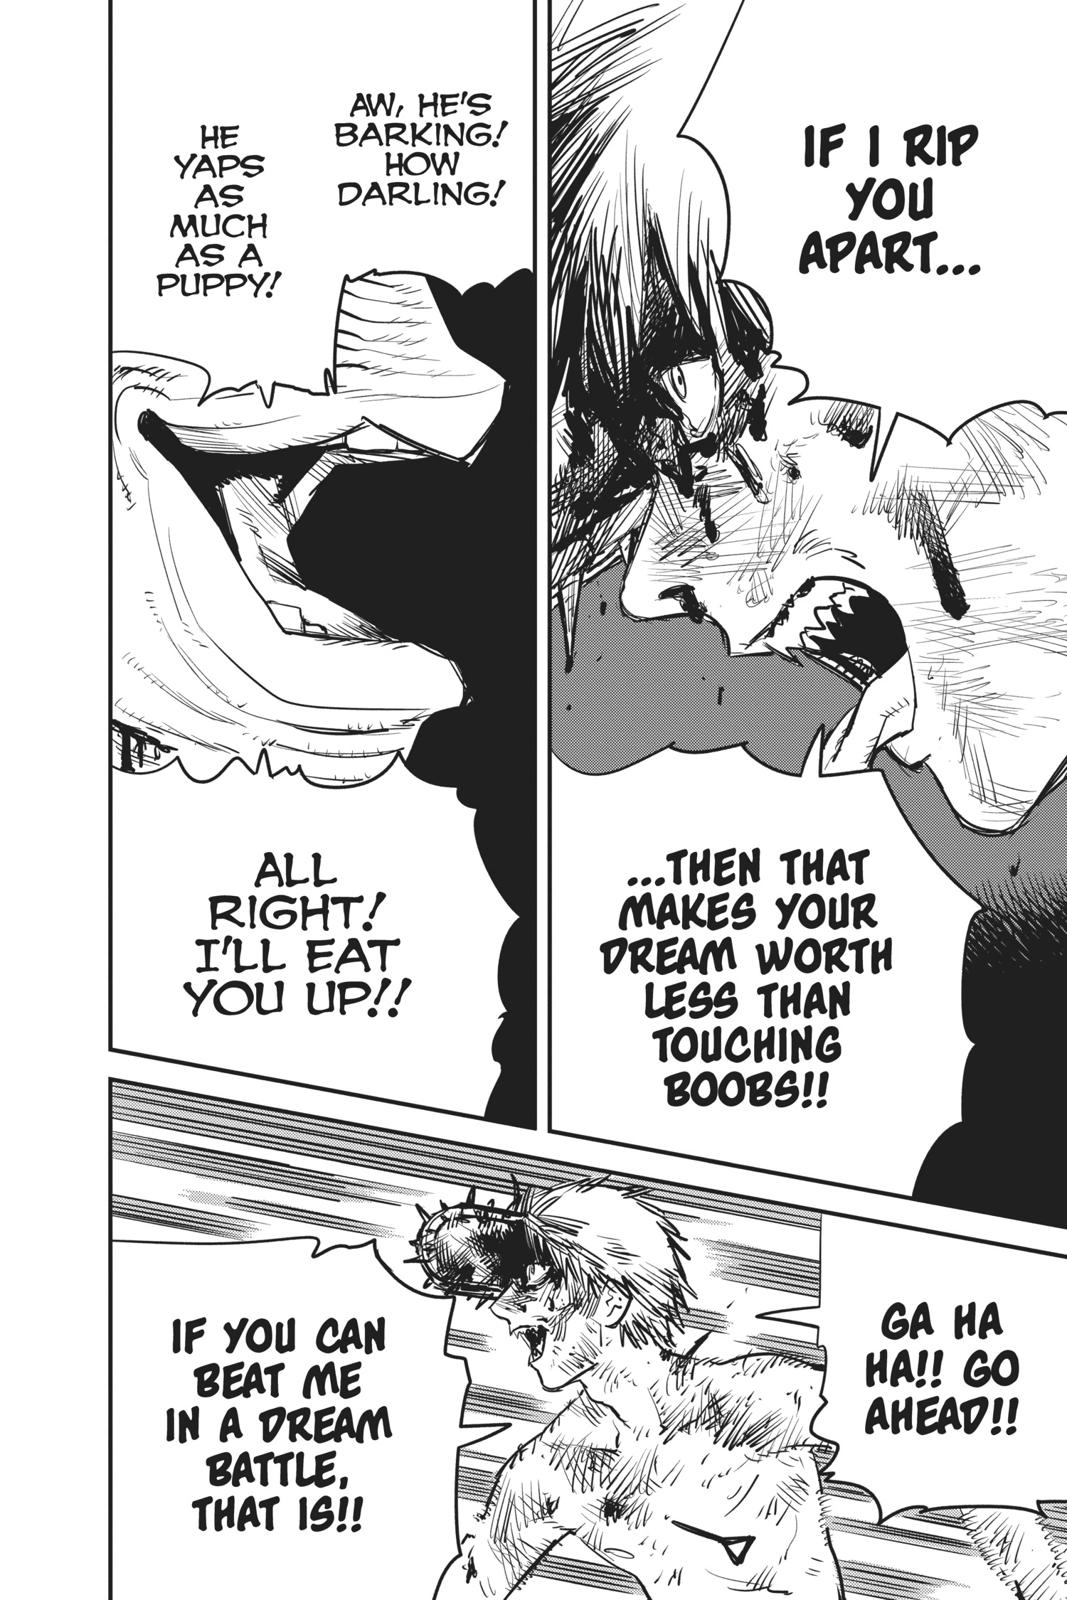 IF I RIP
YOU
APART...
...THEN THAT
MAKES YOUR
DREAM WORTH
LESS THAN
TOUCHING
BOOBS!!
AW, HE'S
BARKING!
HOW
DARLING!
HE
YAPS
AS
MUCH
AS A
PUPPY!
ALL
RIGHT!
I'LL EAT
YOU UP!!
GA HA
HA!! GO
AHEAD!!
IF YOU CAN
BEAT ME
IN A DREAM
BATTLE,
THAT IS!!